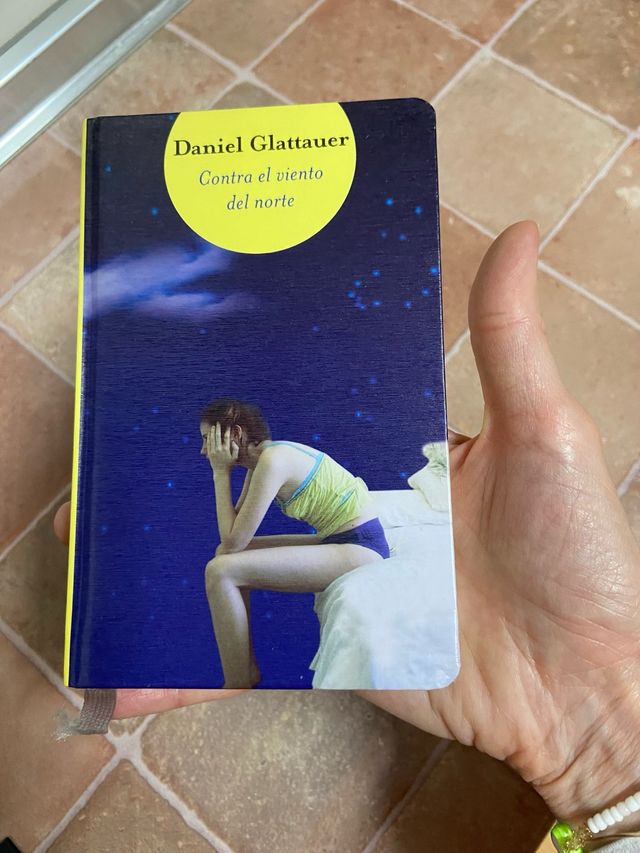 Daniel Glattauer
Contra el viento
del norte